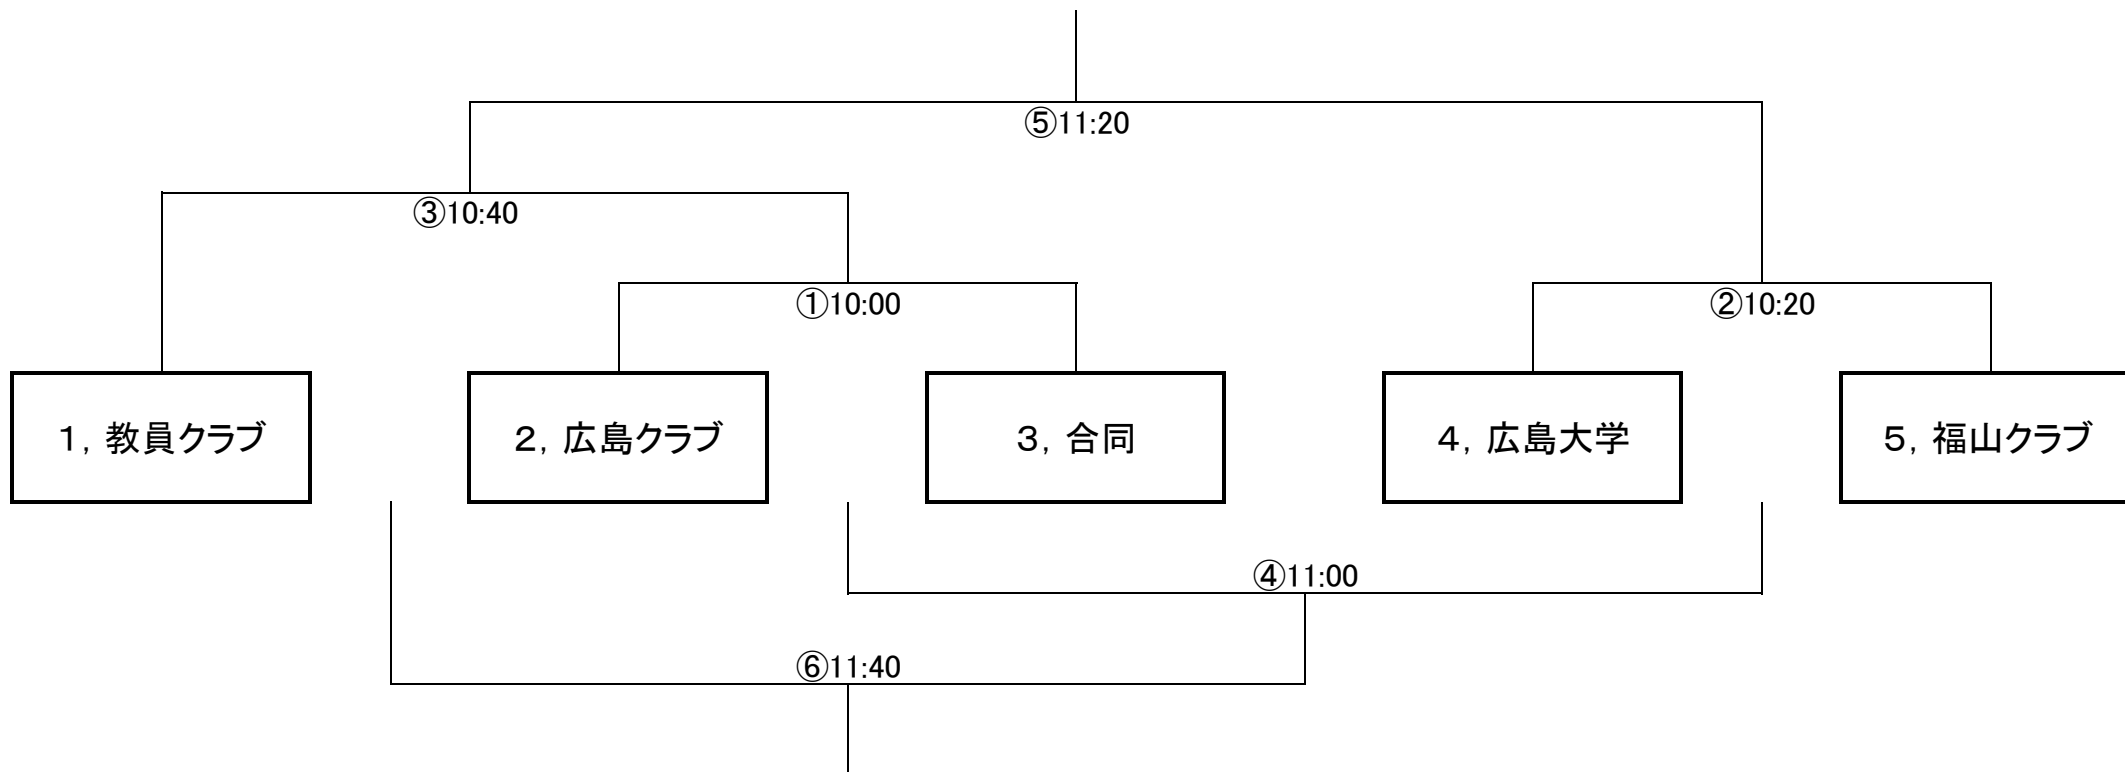 ⑤11:20
③10:40
①10:00
②10:20
１，教員クラブ
２，広島クラブ
３，合同
４，広島大学
５，福山クラブ
④11:00
⑥11:40